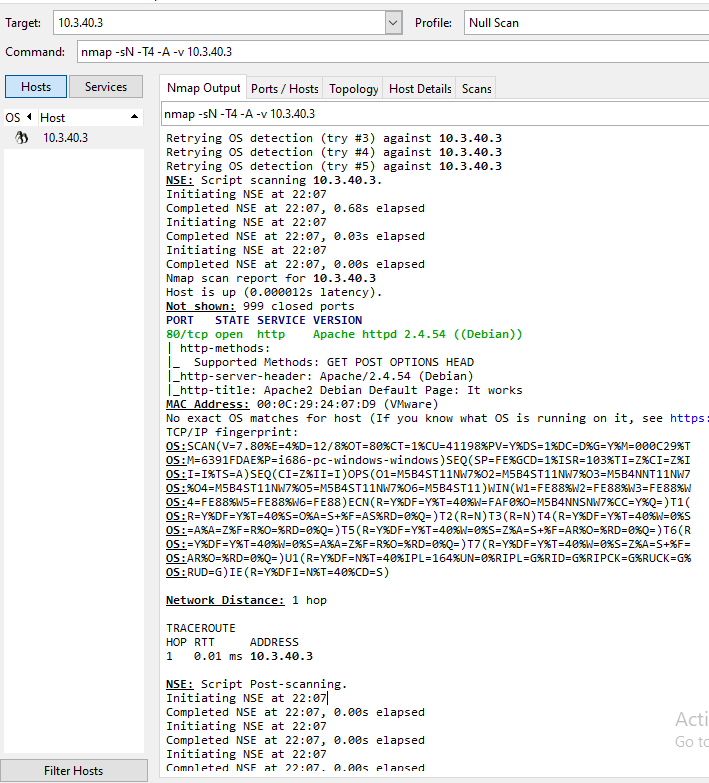 Target: 10.3.40.3 Profile: Null Scan
Command: nmap -sN -T4 -A -v 10.3.40.3
Hosts Services
Nmap Output Ports / Hosts Topology Host Details Scans
OS Host
10.3.40.3
nmap -sN -T4 -A -v 10.3.40.3
Retrying OS detection (try #3) against 10.3.40.3
Retrying OS detection (try #4) against 10.3.40.3
Retrying OS detection (try #5) against 10.3.40.3
NSE: Script scanning 10.3.40.3.
Initiating NSE at 22:07
Completed NSE at 22:07, 0.68s elapsed
Initiating NSE at 22:07
Completed NSE at 22:07, 0.03s elapsed
Initiating NSE at 22:07
Completed NSE at 22:07, 0.00s elapsed
Nmap scan report for 10.3.40.3
Host is up (0.000012s latency).
Not shown: 999 closed ports
PORT   STATE SERVICE VERSION
80/tcp open  http    Apache httpd 2.4.54 ((Debian))
| http-methods:
|_  Supported Methods: GET POST OPTIONS HEAD
|_http-server-header: Apache/2.4.54 (Debian)
|_http-title: Apache2 Debian Default Page: It works
MAC Address: 00:0C:29:24:07:D9 (VMware)
No exact OS matches for host (If you know what OS is running on it, see https:
TCP/IP fingerprint:
OS:SCAN(V=7.80%E=4%D=12/8%OT=80%CT=1%CU=41198%PV=Y%DS=1%DC=D%G=Y%M=000C29%T
OS:M=6391FDAE%P=i686-pc-windows-windows)SEQ(SP=FE%GCD=1%ISR=103%TI=Z%CI=Z%I
OS:I=I%TS=A)SEQ(CI=Z%II=I)OPS(O1=M5B4ST11NW7%O2=M5B4ST11NW7%O3=M5B4NNT11NW7
OS:%O4=M5B4ST11NW7%O5=M5B4ST11NW7%O6=M5B4ST11)WIN(W1=FE88%W2=FE88%W3=FE88%W
OS:4=FE88%W5=FE88%W6=FE88)ECN(R=Y%DF=Y%T=40%W=FAF0%O=M5B4NNSNW7%CC=Y%Q=)T1(
OS:R=Y%DF=Y%T=40%S=O%A=S+%F=AS%RD=0%Q=)T2(R=N)T3(R=N)T4(R=Y%DF=Y%T=40%W=0%S
OS:=A%A=Z%F=R%O=%RD=0%Q=)T5(R=Y%DF=Y%T=40%W=0%S=Z%A=S+%F=AR%O=%RD=0%Q=)T6(R
OS:=Y%DF=Y%T=40%W=0%S=A%A=Z%F=R%O=%RD=0%Q=)T7(R=Y%DF=Y%T=40%W=0%S=Z%A=S+%F=
OS:AR%O=%RD=0%Q=)U1(R=Y%DF=N%T=40%IPL=164%UN=0%RIPL=G%RID=G%RIPCK=G%RUCK=G%
OS:RUD=G)IE(R=Y%DFI=N%T=40%CD=S)
Network Distance: 1 hop
TRACEROUTE
HOP RTT     ADDRESS
1   0.01 ms 10.3.40.3
NSE: Script Post-scanning.
Initiating NSE at 22:07
Completed NSE at 22:07, 0.00s elapsed
Initiating NSE at 22:07
Completed NSE at 22:07, 0.00s elapsed
Initiating NSE at 22:07
Completed NSE at 22:07, 0.00s elapsed
Acti
Go to
Filter Hosts